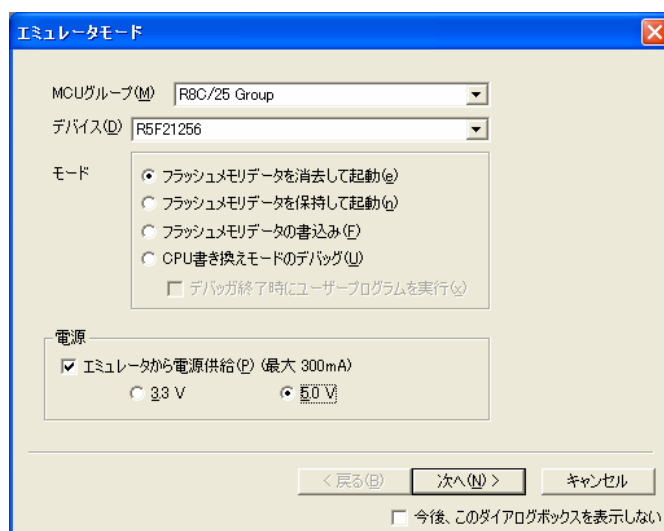 エミュレータモード
MCUグループ(M) R8C/25 Group
デバイス(D) R5F21256
モード
フラッシュメモリデータを消去して起動(e)
フラッシュメモリデータを保持して起動(n)
フラッシュメモリデータの書込み(F)
CPU書き換えモードのデバッグ(U)
デバッガ終了時にユーザープログラムを実行(x)
電源
エミュレータから電源供給(P) (最大 300mA)
3.3 V 5.0 V
< 戻る(B) 次へ(N) > キャンセル
今後、このダイアログボックスを表示しない